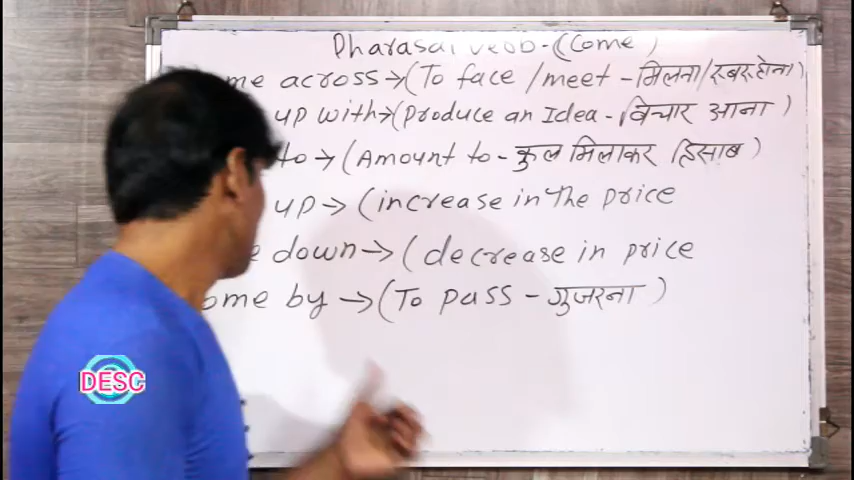 Pharasal verb - (Come)
me across → (To face / meet - मिलना / रूबरू होना)
up with → (Produce an Idea - विचार आना)
to → (Amount to - कुल मिलाकर हिसाब)
up → (increase in the price
e down → (decrease in price
ome by → (To pass - गुजरना)
DESC